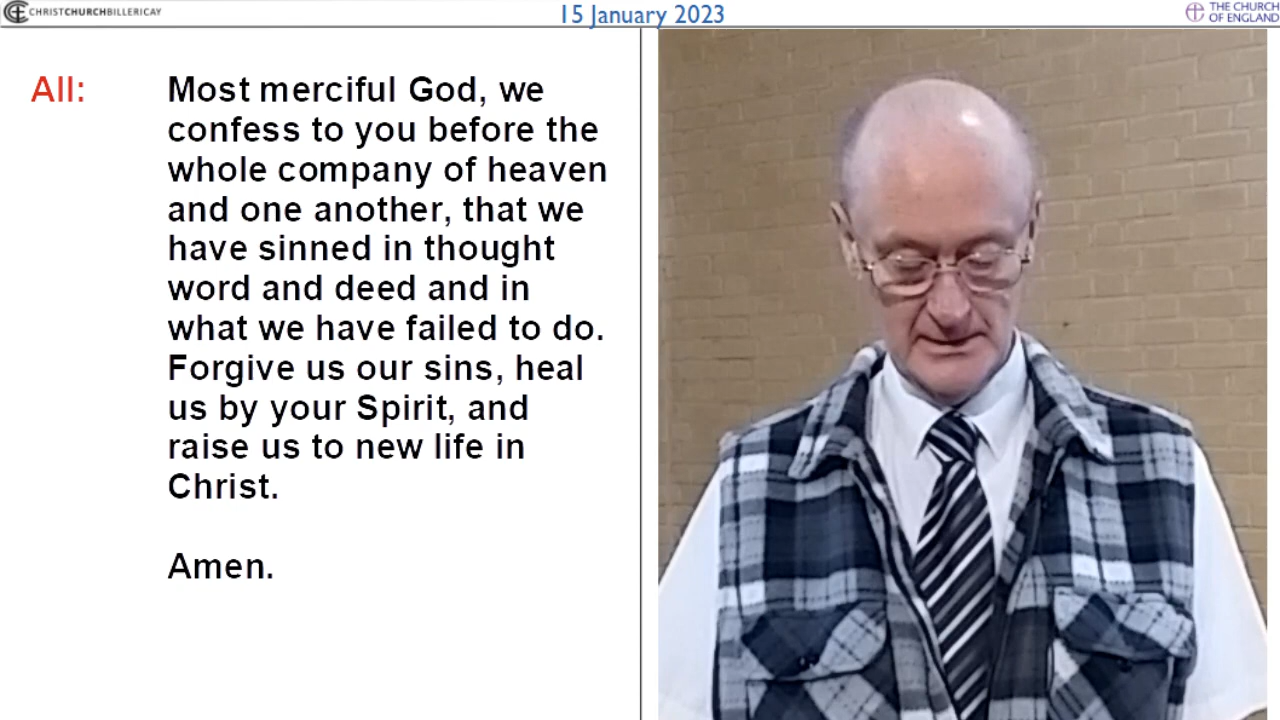 CHRISTCHURCHBILLERICAY
15 January 2023
THE CHURCH
OF ENGLAND
All:
Most merciful God, we
confess to you before the
whole company of heaven
and one another, that we
have sinned in thought
word and deed and in
what we have failed to do.
Forgive us our sins, heal
us by your Spirit, and
raise us to new life in
Christ.
Amen.